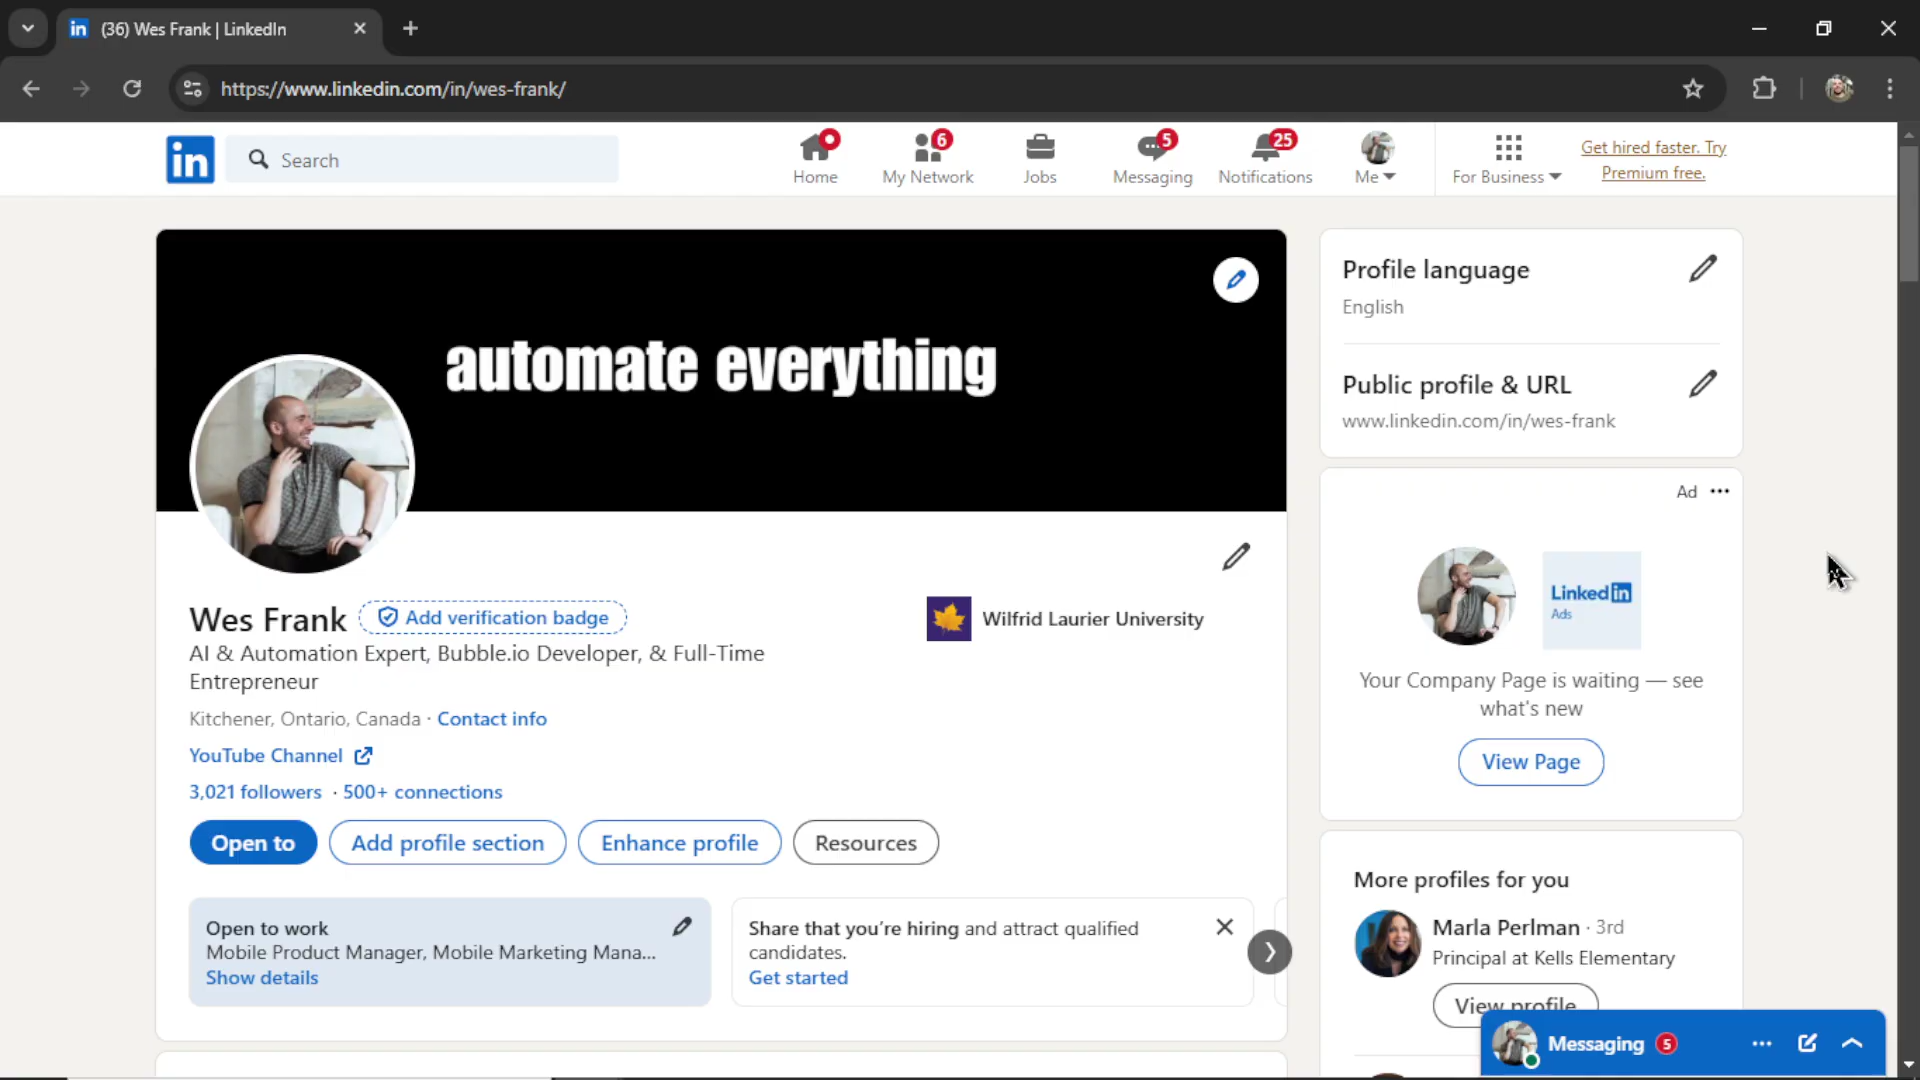 (36) Wes Frank | LinkedIn
https://www.linkedin.com/in/wes-frank/
in
Search
Home
6
My Network
Jobs
5
Messaging
25
Notifications
Me
For Business
Get hired faster. Try
Premium free.
automate everything
Wes Frank
Add verification badge
AI & Automation Expert, Bubble.io Developer, & Full-Time
Entrepreneur
Kitchener, Ontario, Canada · Contact info
YouTube Channel
3,021 followers · 500+ connections
Wilfrid Laurier University
Open to
Add profile section
Enhance profile
Resources
Open to work
Mobile Product Manager, Mobile Marketing Mana...
Show details
Share that you're hiring and attract qualified
candidates.
Get started
Profile language
English
Public profile & URL
www.linkedin.com/in/wes-frank
Ad
Linked in
Ads
Your Company Page is waiting — see
what's new
View Page
More profiles for you
Marla Perlman · 3rd
Principal at Kells Elementary
View profile
Messaging 5